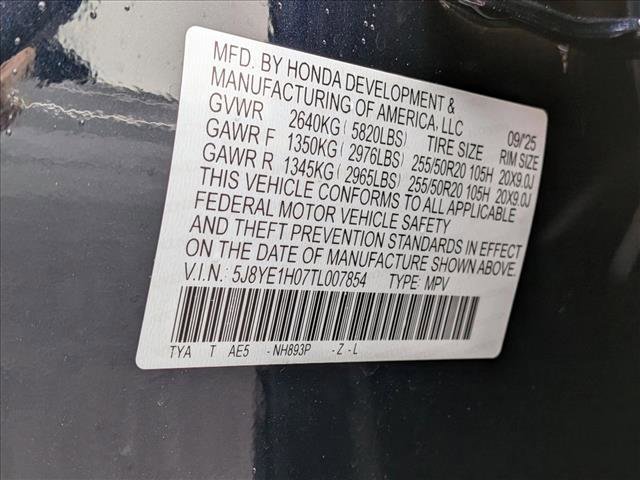 MFD. BY HONDA DEVELOPMENT &
MANUFACTURING OF AMERICA, LLC 09/'25
GVWR 2640KG ( 5820LBS) TIRE SIZE RIM SIZE
GAWR F 1350KG ( 2976LBS) 255/50R20 105H 20X9.0J
GAWR R 1345KG ( 2965LBS) 255/50R20 105H 20X9.0J
THIS VEHICLE CONFORMS TO ALL APPLICABLE
FEDERAL MOTOR VEHICLE SAFETY
AND THEFT PREVENTION STANDARDS IN EFFECT
ON THE DATE OF MANUFACTURE SHOWN ABOVE.
V.I.N.: 5J8YE1H07TL007854 TYPE: MPV
TYA T AE5 -NH893P -Z-L